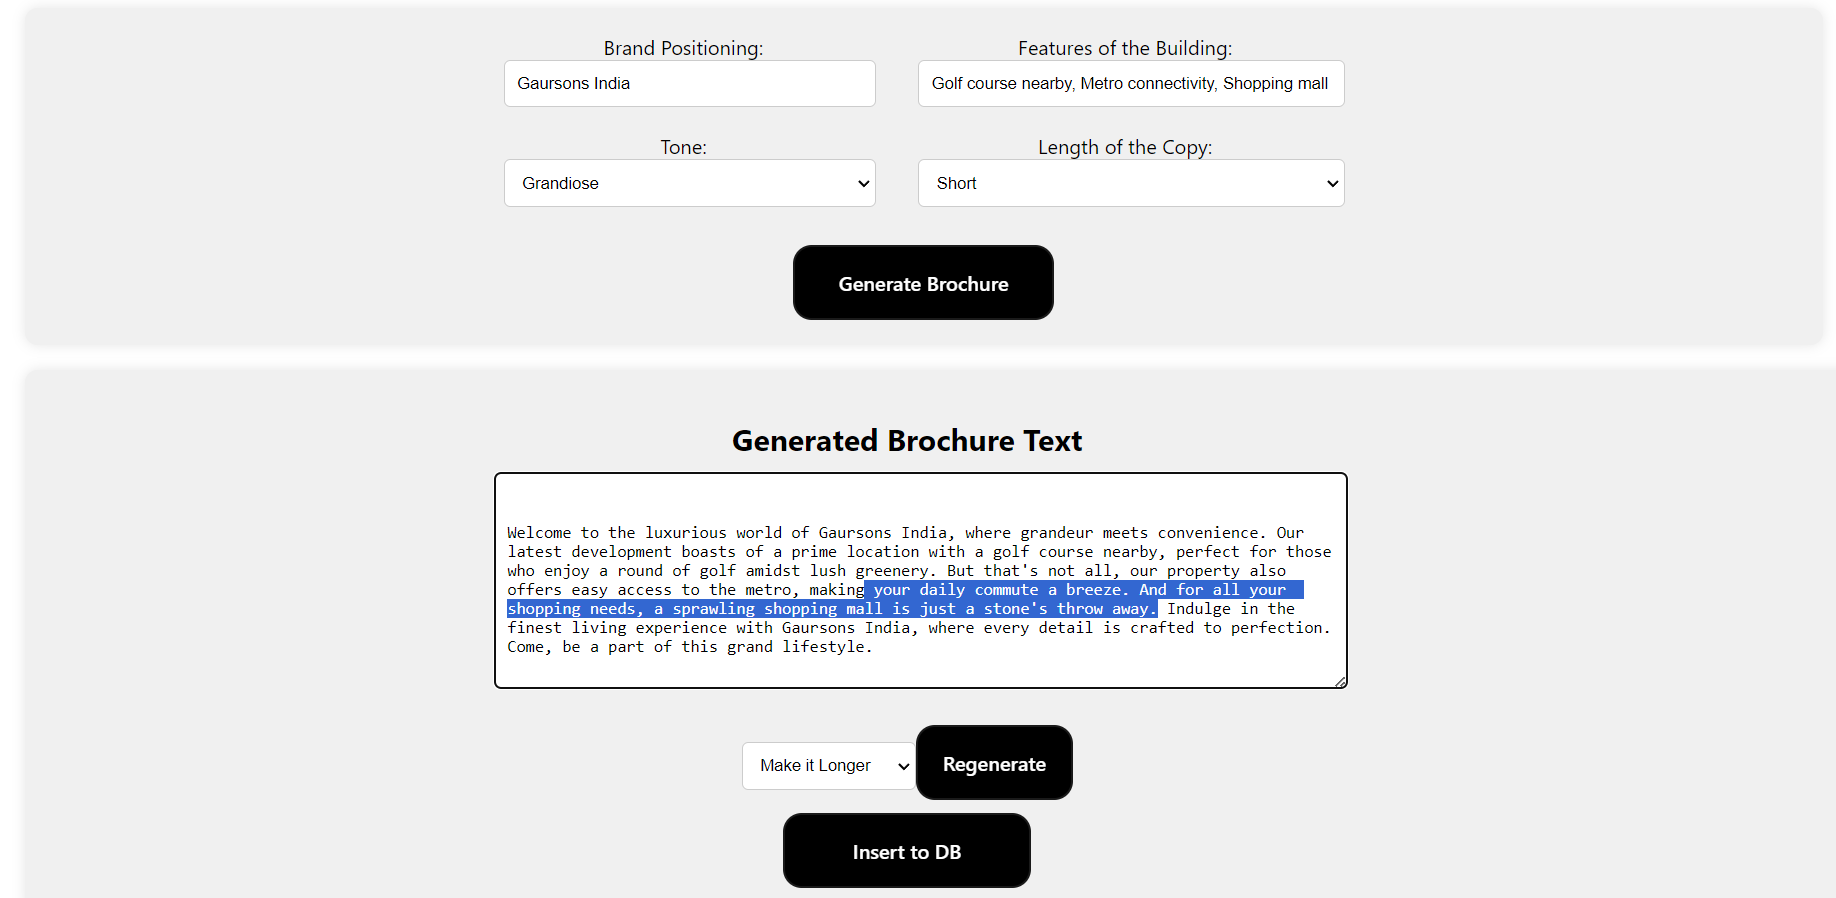 Brand Positioning:
Features of the Building:
Gaursons India
Golf course nearby, Metro connectivity, Shopping mall
Tone:
Length of the Copy:
Grandiose
Short
Generate Brochure
Generated Brochure Text
Welcome to the luxurious world of Gaursons India, where grandeur meets convenience. Our
latest development boasts of a prime location with a golf course nearby, perfect for those
who enjoy a round of golf amidst lush greenery. But that's not all, our property also
offers easy access to the metro, making your daily commute a breeze. And for all your
shopping needs, a sprawling shopping mall is just a stone's throw away. Indulge in the
finest living experience with Gaursons India, where every detail is crafted to perfection.
Come, be a part of this grand lifestyle.
Make it Longer
Regenerate
Insert to DB